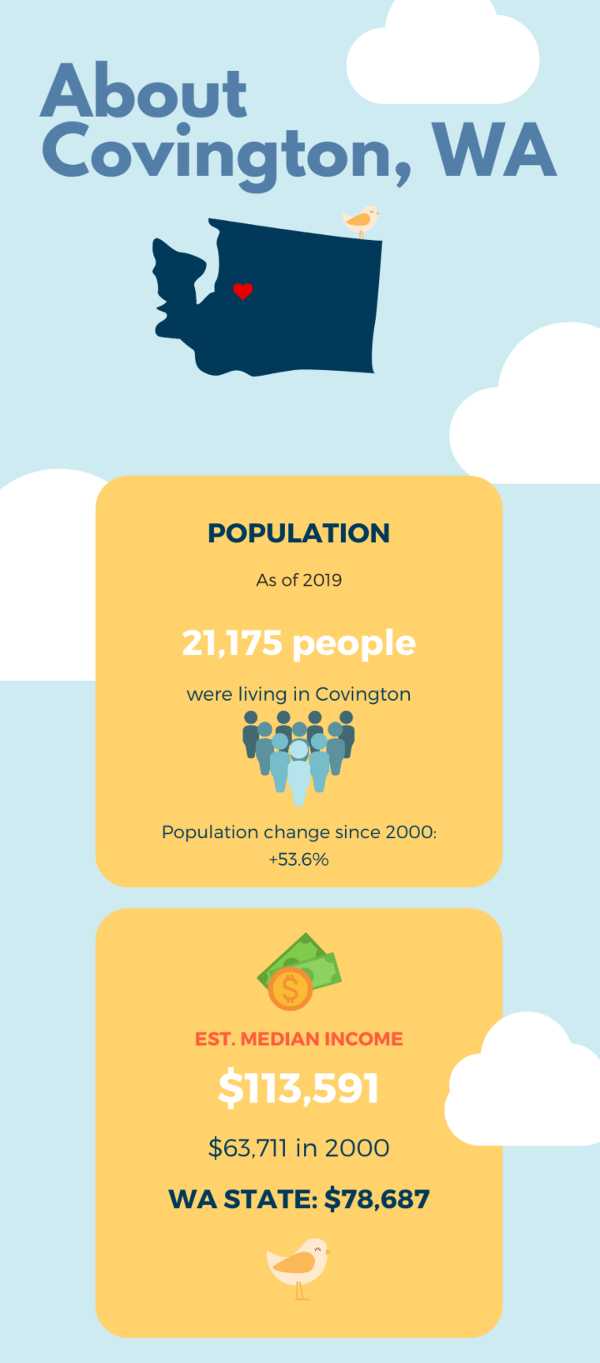 About
Covington, WA
POPULATION
As of 2019
21,175 people
were living in Covington
Population change since 2000:
+53.6%
$
EST. MEDIAN INCOME
$113,591
$63,711 in 2000
WA STATE: $78,687